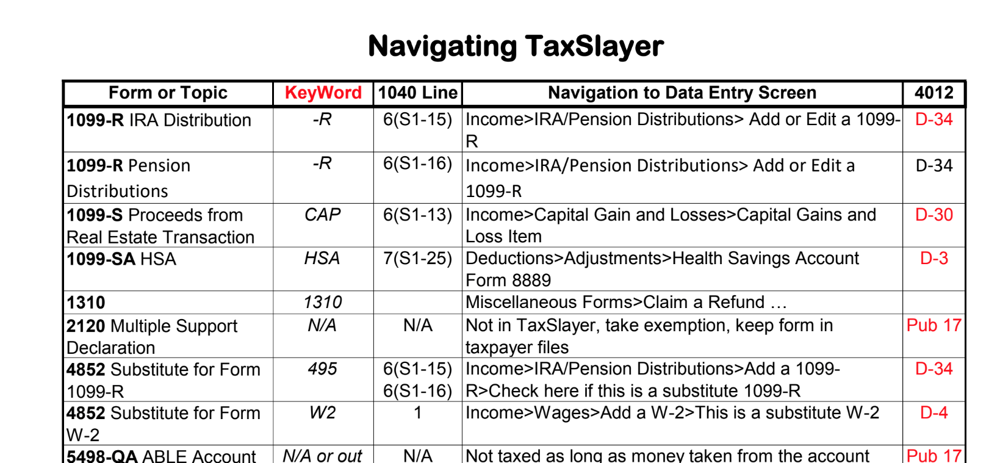 Navigating TaxSlayer
Form or Topic KeyWord 1040 Line Navigation to Data Entry Screen 4012
1099-R IRA Distribution -R 6(S1-15) Income>IRA/Pension Distributions> Add or Edit a 1099-
R
1099-R Pension -R 6(S1-16) Income>IRA/Pension Distributions> Add or Edit a D-34
Distributions 1099-R
1099-S Proceeds from CAP 6(S1-13) Income>Capital Gain and Losses>Capital Gains and D-30
Real Estate Transaction Loss Item
1099-SA HSA HSA 7(S1-25) Deductions>Adjustments>Health Savings Account D-3
Form 8889
1310 1310 Miscellaneous Forms>Claim a Refund …
2120 Multiple Support N/A N/A Not in TaxSlayer, take exemption, keep form in Pub 17
Declaration taxpayer files
4852 Substitute for Form 495 6(S1-15) Income>IRA/Pension Distributions>Add a 1099- D-34
1099-R 6(S1-16) R>Check here if this is a substitute 1099-R
4852 Substitute for Form W2 1 Income>Wages>Add a W-2>This is a substitute W-2 D-4
W-2
5498-QA ABLE Account N/A or out N/A Not taxed as long as money taken from the account Pub 17